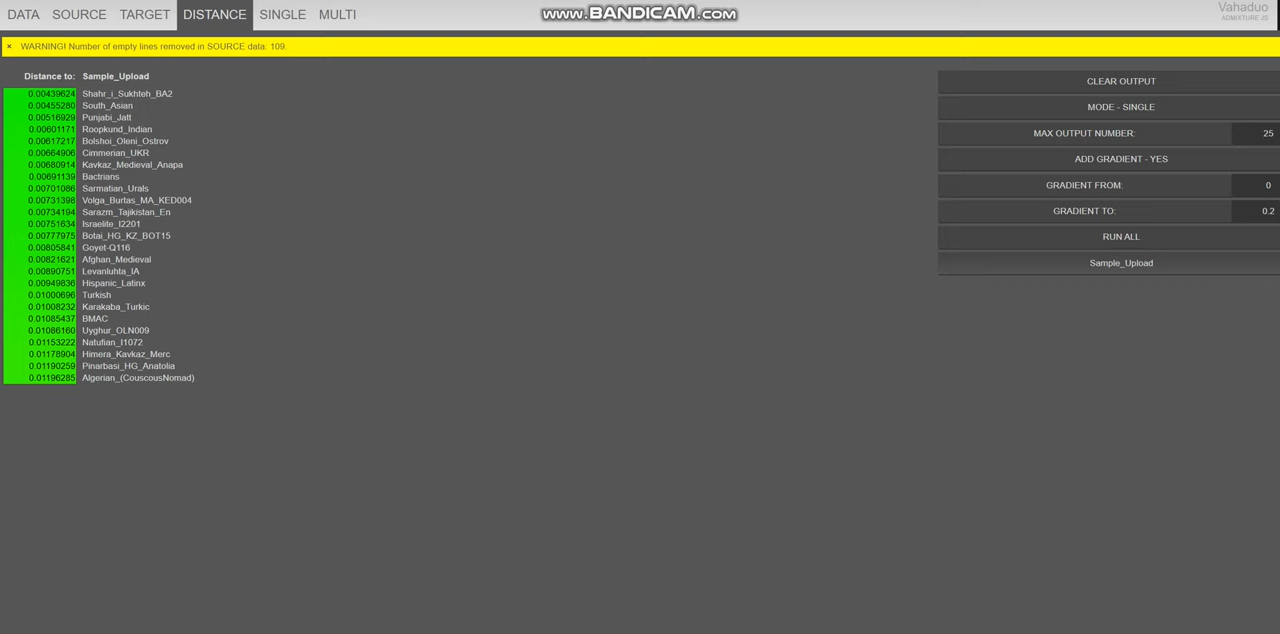 DATA SOURCE TARGET DISTANCE SINGLE MULTI
www.BANDICAM.com
Vahaduo
ADMIXTURE JS
× WARNING! Number of empty lines removed in SOURCE data: 109.
Distance to: Sample_Upload
0.00439624 Shahr_i_Sukhteh_BA2
0.00455280 South_Asian
0.00516929 Punjabi_Jatt
0.00601171 Roopkund_Indian
0.00617217 Bolshoi_Oleni_Ostrov
0.00664906 Cimmerian_UKR
0.00680914 Kavkaz_Medieval_Anapa
0.00691139 Bactrians
0.00701086 Sarmatian_Urals
0.00731398 Volga_Burtas_MA_KED004
0.00734194 Sarazm_Tajikistan_En
0.00751634 Israelite_I2201
0.00777975 Botai_HG_KZ_BOT15
0.00805841 Goyet-Q116
0.00821621 Afghan_Medieval
0.00890751 Levanluhta_IA
0.00949836 Hispanic_Latinx
0.01000696 Turkish
0.01008232 Karakaba_Turkic
0.01085437 BMAC
0.01086160 Uyghur_OLN009
0.01153222 Natufian_I1072
0.01178904 Himera_Kavkaz_Merc
0.01190259 Pinarbasi_HG_Anatolia
0.01196285 Algerian_(CouscousNomad)
CLEAR OUTPUT
MODE - SINGLE
MAX OUTPUT NUMBER: 25
ADD GRADIENT - YES
GRADIENT FROM: 0
GRADIENT TO: 0.2
RUN ALL
Sample_Upload